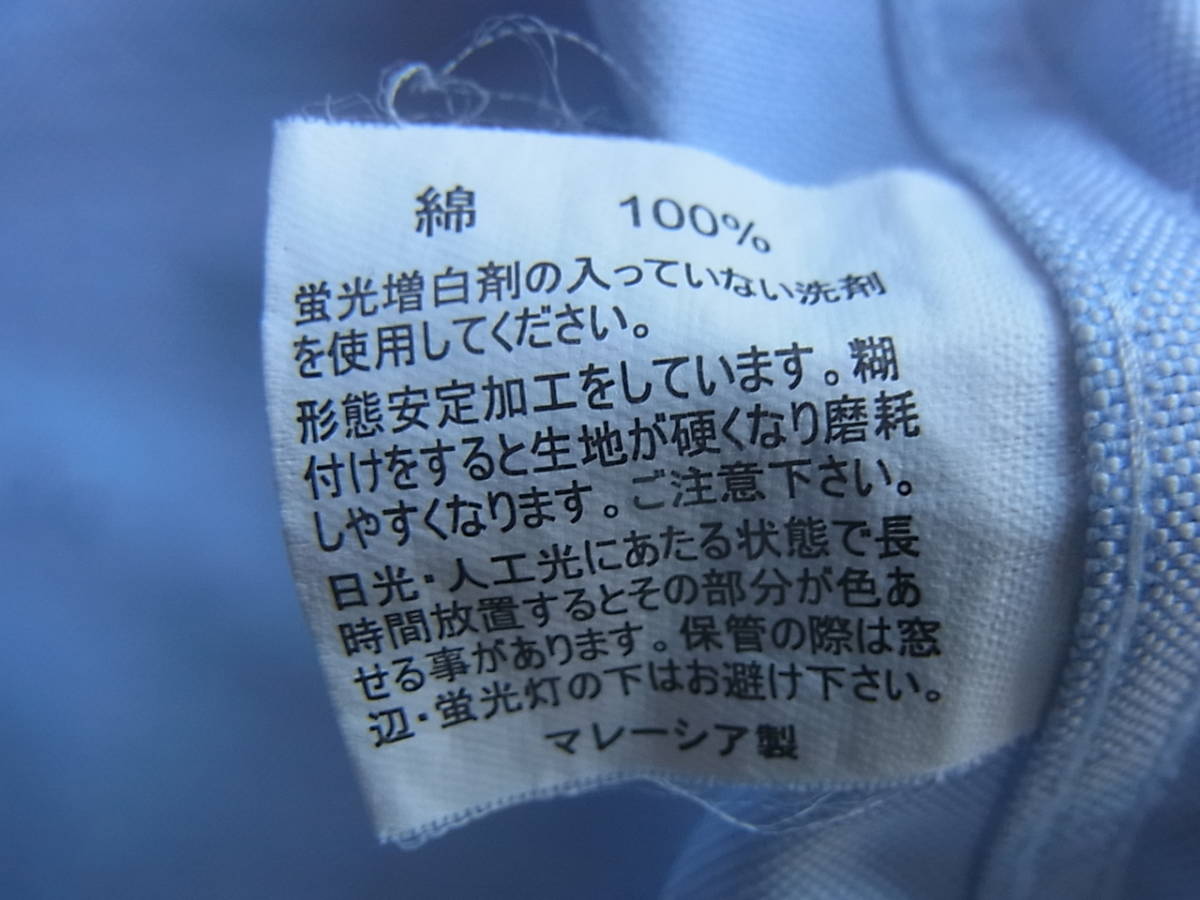 綿 100%
蛍光増白剤の入っていない洗剤
を使用してください。
形態安定加工をしています。糊
付けをすると生地が硬くなり磨耗
しやすくなります。ご注意下さい。
日光・人工光にあたる状態で長
時間放置するとその部分が色あ
せる事があります。保管の際は窓
辺・蛍光灯の下はお避け下さい。
マレーシア製